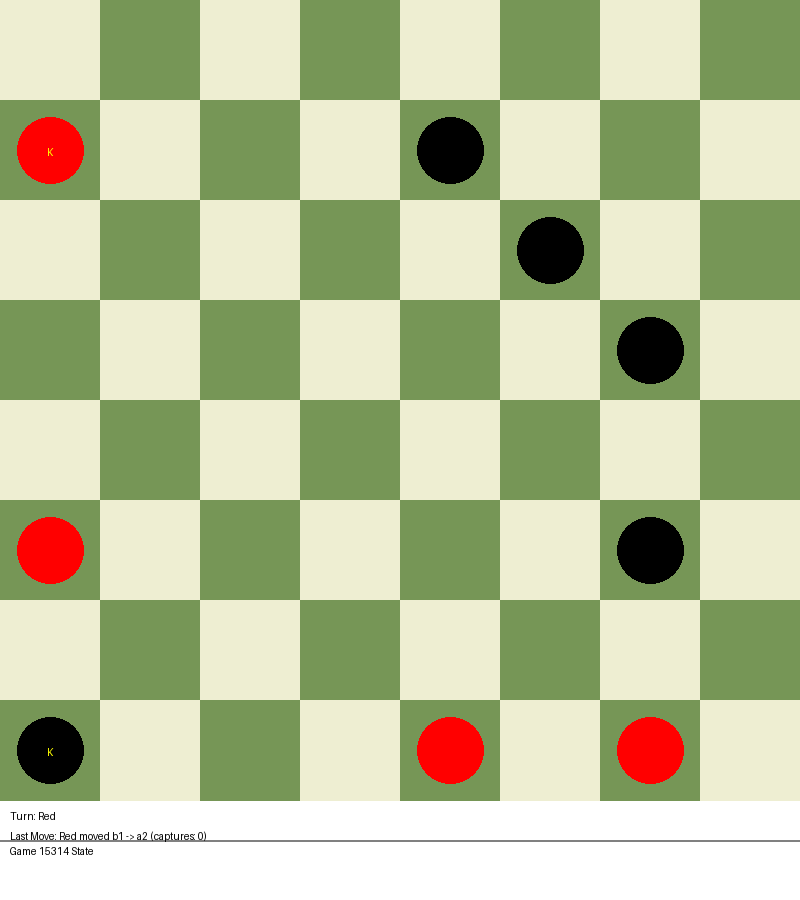 K
K
Turn: Red
Last Move: Red moved b1 -> a2 (captures: 0)
Game 15314 State